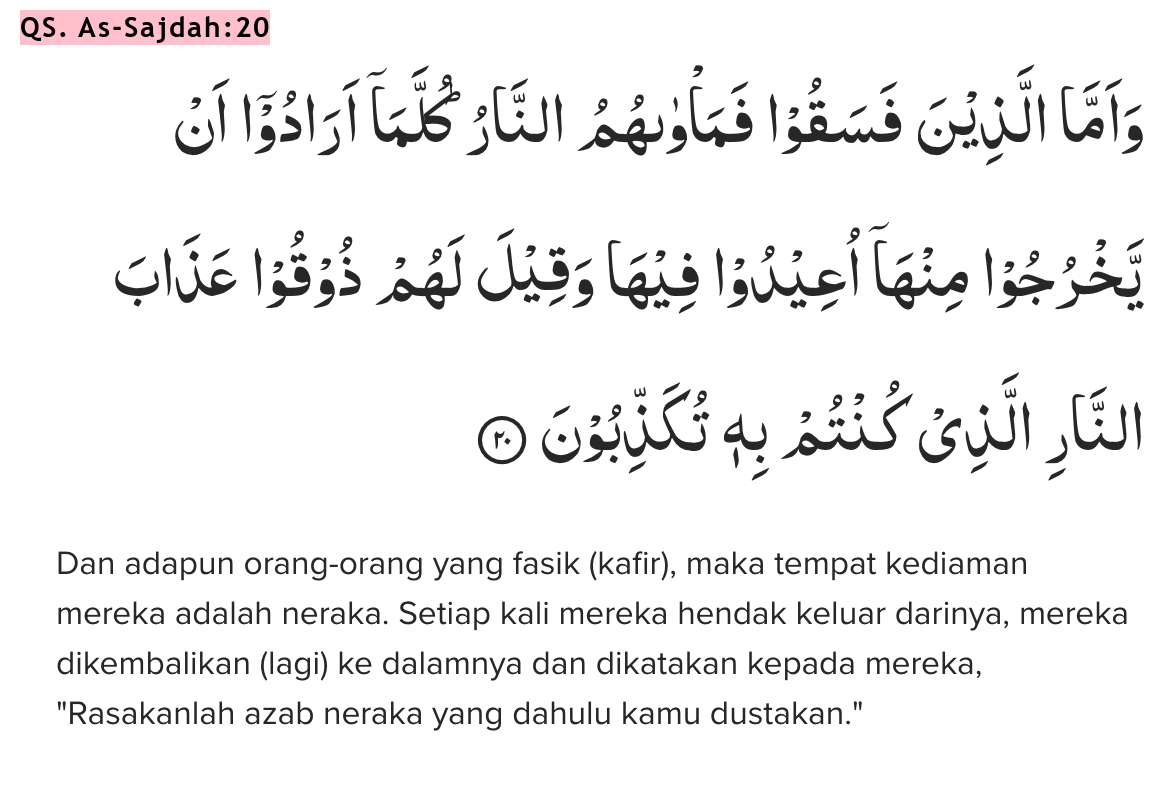 QS. As-Sajdah:20
وَاَمَّا الَّذِيْنَ فَسَقُوْا فَمَأْوٰىهُمُ النَّارُ كُلَّمَآ اَرَادُوْٓا اَنْ
يَّخْرُجُوْا مِنْهَآ اُعِيْدُوْا فِيْهَا وَقِيْلَ لَهُمْ ذُوْقُوْا عَذَابَ
النَّارِ الَّذِيْ كُنْتُمْ بِهٖ تُكَذِّبُوْنَ ۝٢٠
Dan adapun orang-orang yang fasik (kafir), maka tempat kediaman
mereka adalah neraka. Setiap kali mereka hendak keluar darinya, mereka
dikembalikan (lagi) ke dalamnya dan dikatakan kepada mereka,
"Rasakanlah azab neraka yang dahulu kamu dustakan."